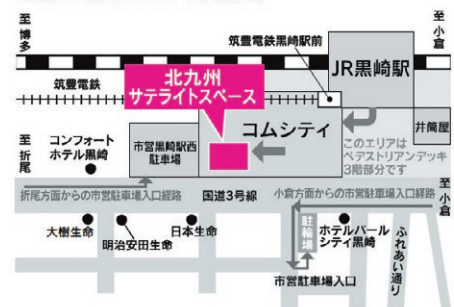 至博多
筑豊電鉄黒崎駅前
至小倉
JR黒崎駅
筑豊電鉄
北九州
サテライトスペース
井筒屋
コムシティ
このエリアは
ペデストリアンデッキ
3階部分です
至折尾
コンフォート
ホテル黒崎
市営黒崎駅西
駐車場
至小倉
折尾方面からの市営駐車場入口経路
国道3号線
小倉方面からの市営駐車場入口経路
大樹生命
明治安田生命
日本生命
駐輪場
ホテルパール
シティ黒崎
ふれあい通り
市営駐車場入口